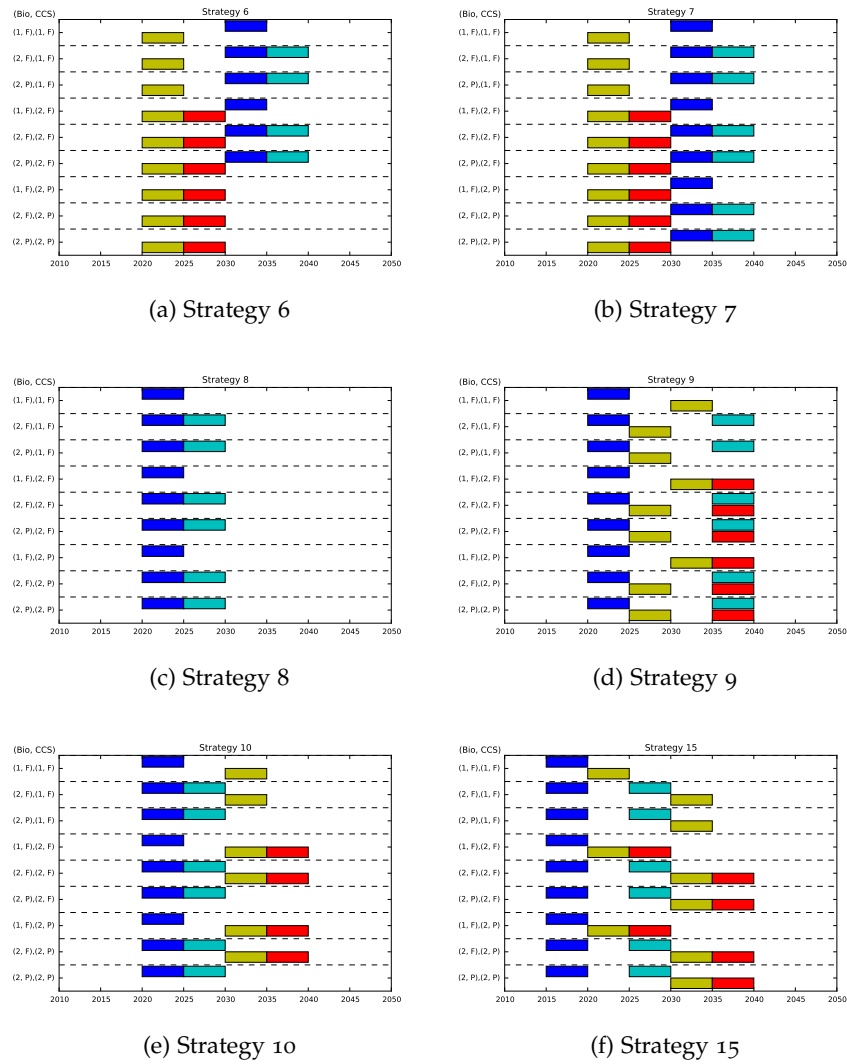 (Bio, CCS)
Strategy 6
(1, F),(1, F)
(2, F),(1, F)
(2, P),(1, F)
(1, F),(2, F)
(2, F),(2, F)
(2, P),(2, F)
(1, F),(2, P)
(2, F),(2, P)
(2, P),(2, P)
2010 2015 2020 2025 2030 2035 2040 2045 2050
(a) Strategy 6
(Bio, CCS)
Strategy 7
(1, F),(1, F)
(2, F),(1, F)
(2, P),(1, F)
(1, F),(2, F)
(2, F),(2, F)
(2, P),(2, F)
(1, F),(2, P)
(2, F),(2, P)
(2, P),(2, P)
2010 2015 2020 2025 2030 2035 2040 2045 2050
(b) Strategy 7
(Bio, CCS)
Strategy 8
(1, F),(1, F)
(2, F),(1, F)
(2, P),(1, F)
(1, F),(2, F)
(2, F),(2, F)
(2, P),(2, F)
(1, F),(2, P)
(2, F),(2, P)
(2, P),(2, P)
2010 2015 2020 2025 2030 2035 2040 2045 2050
(c) Strategy 8
(Bio, CCS)
Strategy 9
(1, F),(1, F)
(2, F),(1, F)
(2, P),(1, F)
(1, F),(2, F)
(2, F),(2, F)
(2, P),(2, F)
(1, F),(2, P)
(2, F),(2, P)
(2, P),(2, P)
2010 2015 2020 2025 2030 2035 2040 2045 2050
(d) Strategy 9
(Bio, CCS)
Strategy 10
(1, F),(1, F)
(2, F),(1, F)
(2, P),(1, F)
(1, F),(2, F)
(2, F),(2, F)
(2, P),(2, F)
(1, F),(2, P)
(2, F),(2, P)
(2, P),(2, P)
2010 2015 2020 2025 2030 2035 2040 2045 2050
(e) Strategy 10
(Bio, CCS)
Strategy 15
(1, F),(1, F)
(2, F),(1, F)
(2, P),(1, F)
(1, F),(2, F)
(2, F),(2, F)
(2, P),(2, F)
(1, F),(2, P)
(2, F),(2, P)
(2, P),(2, P)
2010 2015 2020 2025 2030 2035 2040 2045 2050
(f) Strategy 15